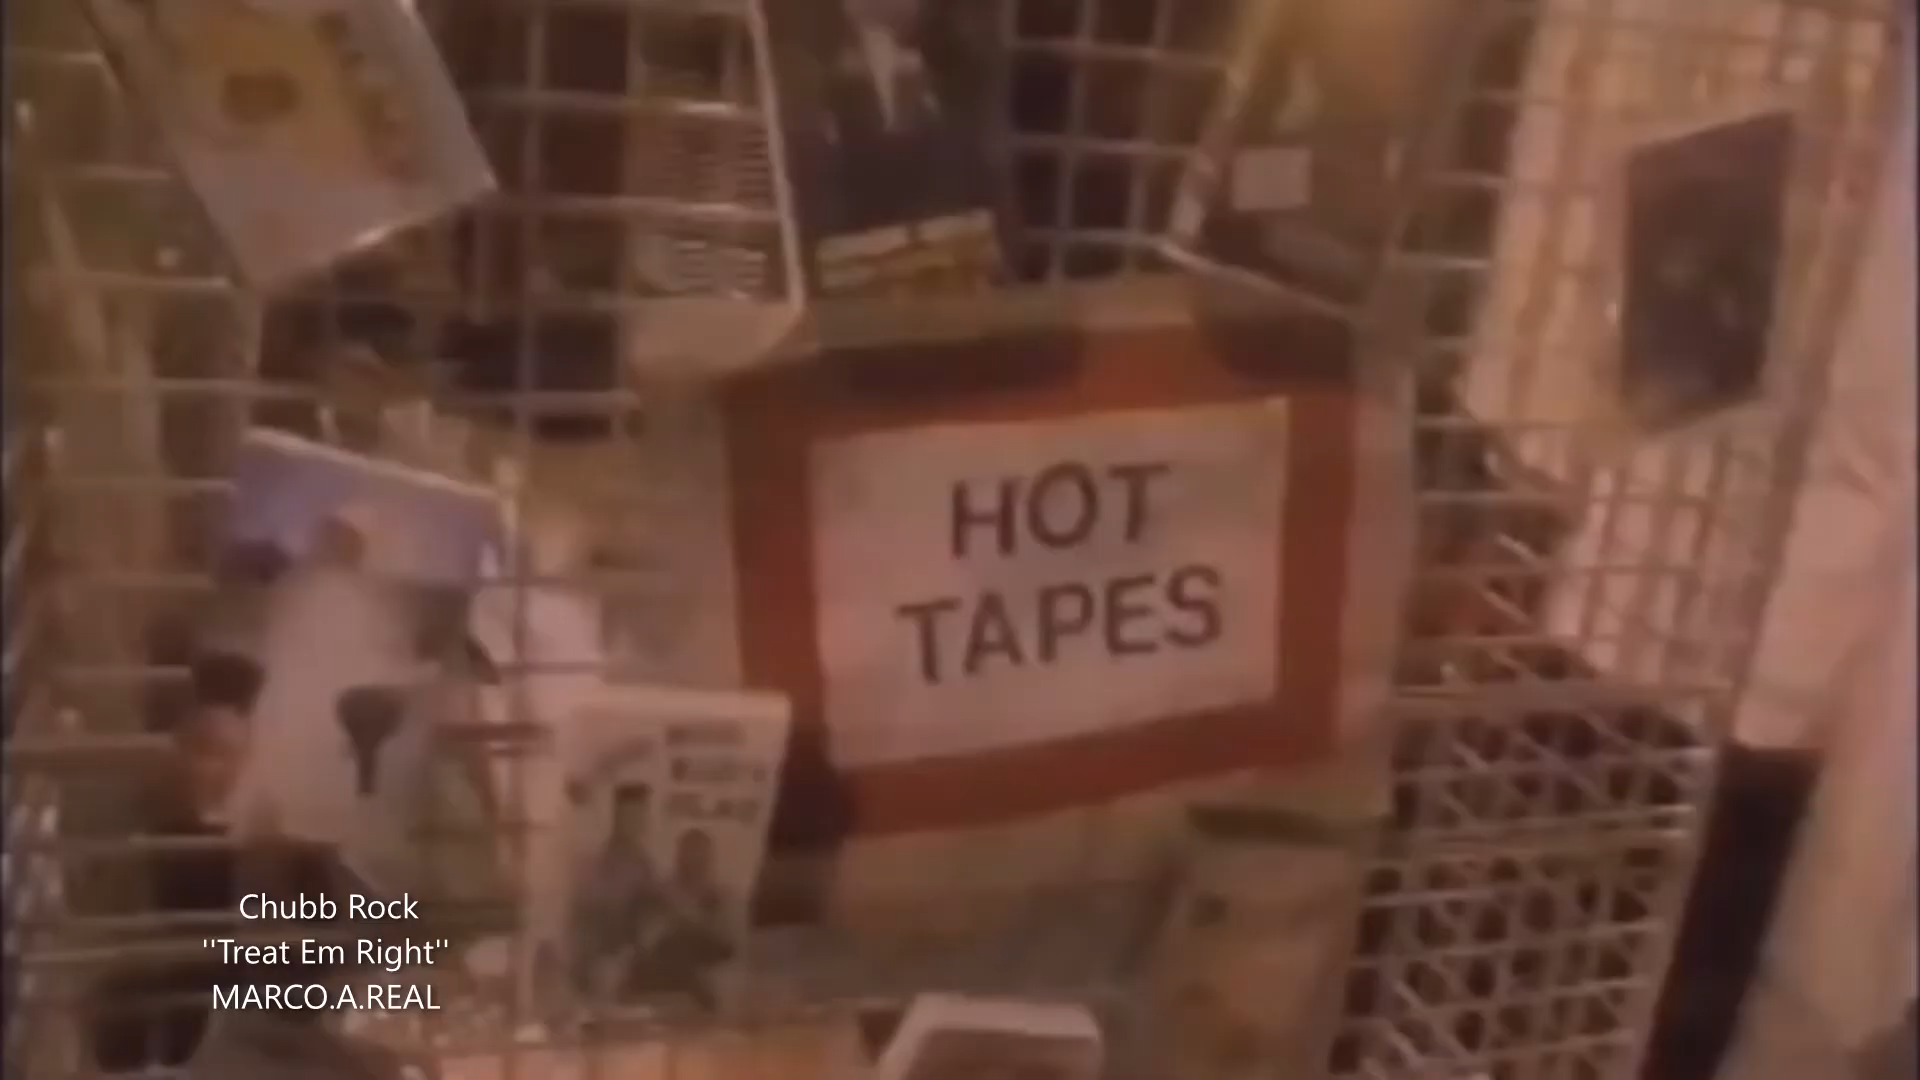 HOT
TAPES
Chubb Rock
"Treat Em Right"
MARCO.A.REAL